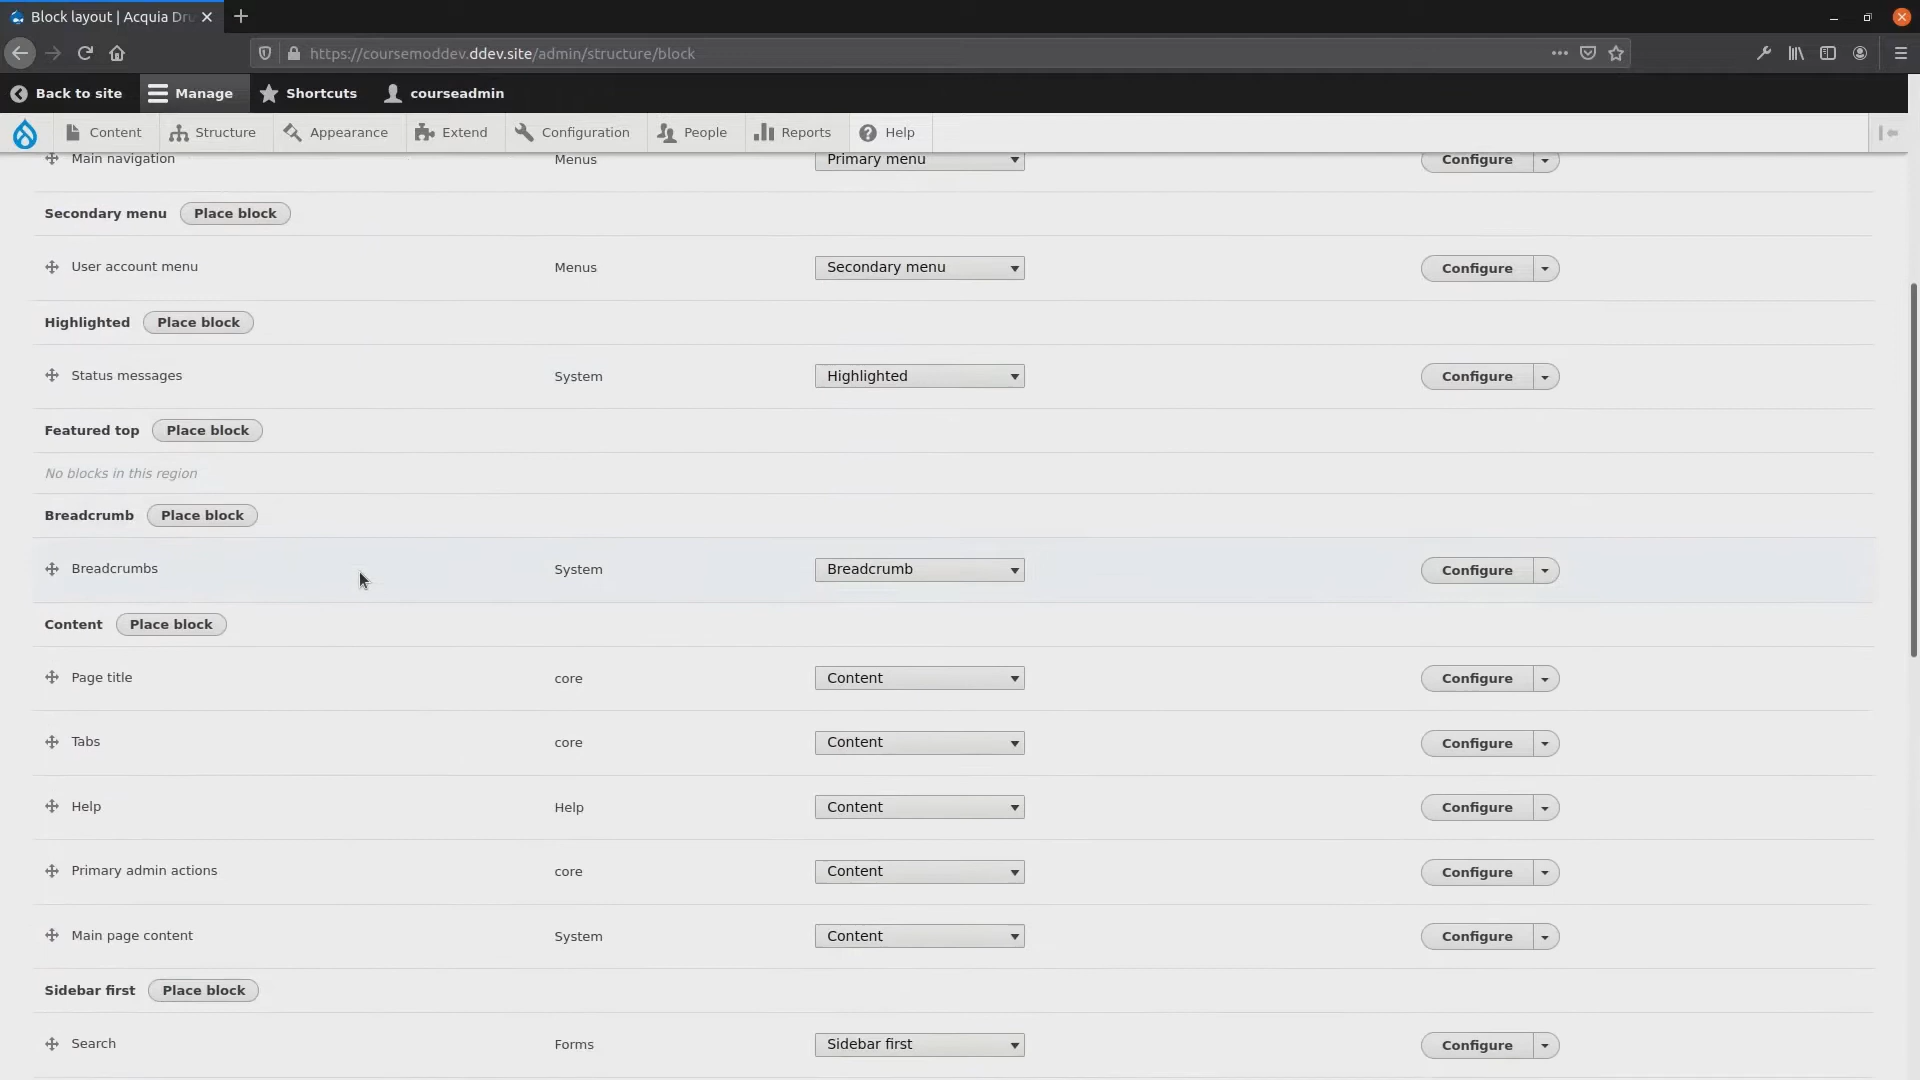 Block layout | Acquia Dru
https://coursemoddev.ddev.site/admin/structure/block
Back to site Manage Shortcuts courseadmin
Content Structure Appearance Extend Configuration People Reports Help
Main navigation Menus Primary menu Configure
Secondary menu Place block
User account menu Menus Secondary menu Configure
Highlighted Place block
Status messages System Highlighted Configure
Featured top Place block
No blocks in this region
Breadcrumb Place block
Breadcrumbs System Breadcrumb Configure
Content Place block
Page title core Content Configure
Tabs core Content Configure
Help Help Content Configure
Primary admin actions core Content Configure
Main page content System Content Configure
Sidebar first Place block
Search Forms Sidebar first Configure